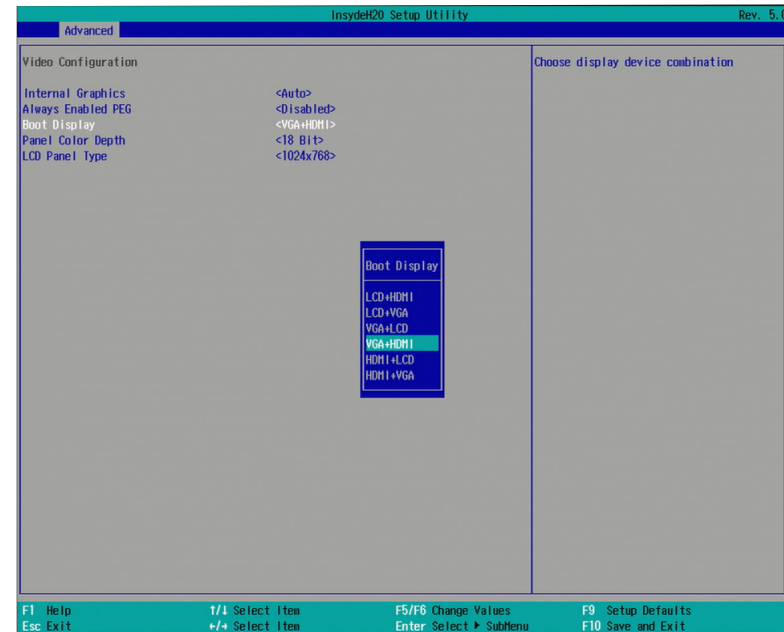 InsydeH20 Setup Utility Rev. 5.0
Advanced
Video Configuration
Choose display device combination
Internal Graphics <Auto>
Always Enabled PEG <Disabled>
Boot Display <VGA+HDMI>
Panel Color Depth <18 Bit>
LCD Panel Type <1024x768>
Boot Display
LCD+HDMI
LCD+VGA
VGA+LCD
VGA+HDMI
HDMI+LCD
HDMI+VGA
F1 Help ↑/↓ Select Item F5/F6 Change Values F9 Setup Defaults
Esc Exit ←/→ Select Item Enter Select ▶ SubMenu F10 Save and Exit